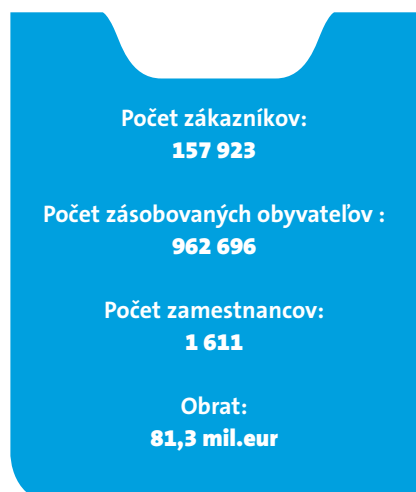 Počet zákazníkov:
157 923
Počet zásobovaných obyvateľov :
962 696
Počet zamestnancov:
1 611
Obrat:
81,3 mil.eur